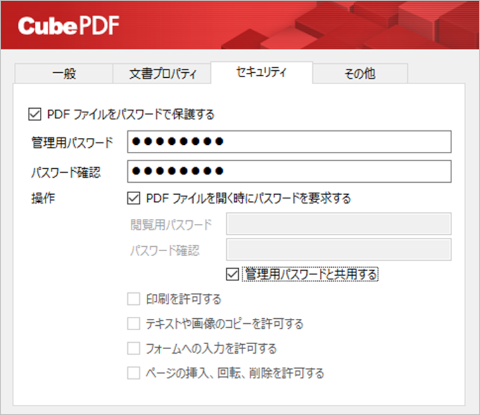 CubePDF
一般 文書プロパティ セキュリティ その他
PDF ファイルをパスワードで保護する
管理用パスワード ●●●●●●●●
パスワード確認 ●●●●●●●●
操作 PDF ファイルを開く時にパスワードを要求する
閲覧用パスワード
パスワード確認
管理用パスワードと共用する
印刷を許可する
テキストや画像のコピーを許可する
フォームへの入力を許可する
ページの挿入、回転、削除を許可する